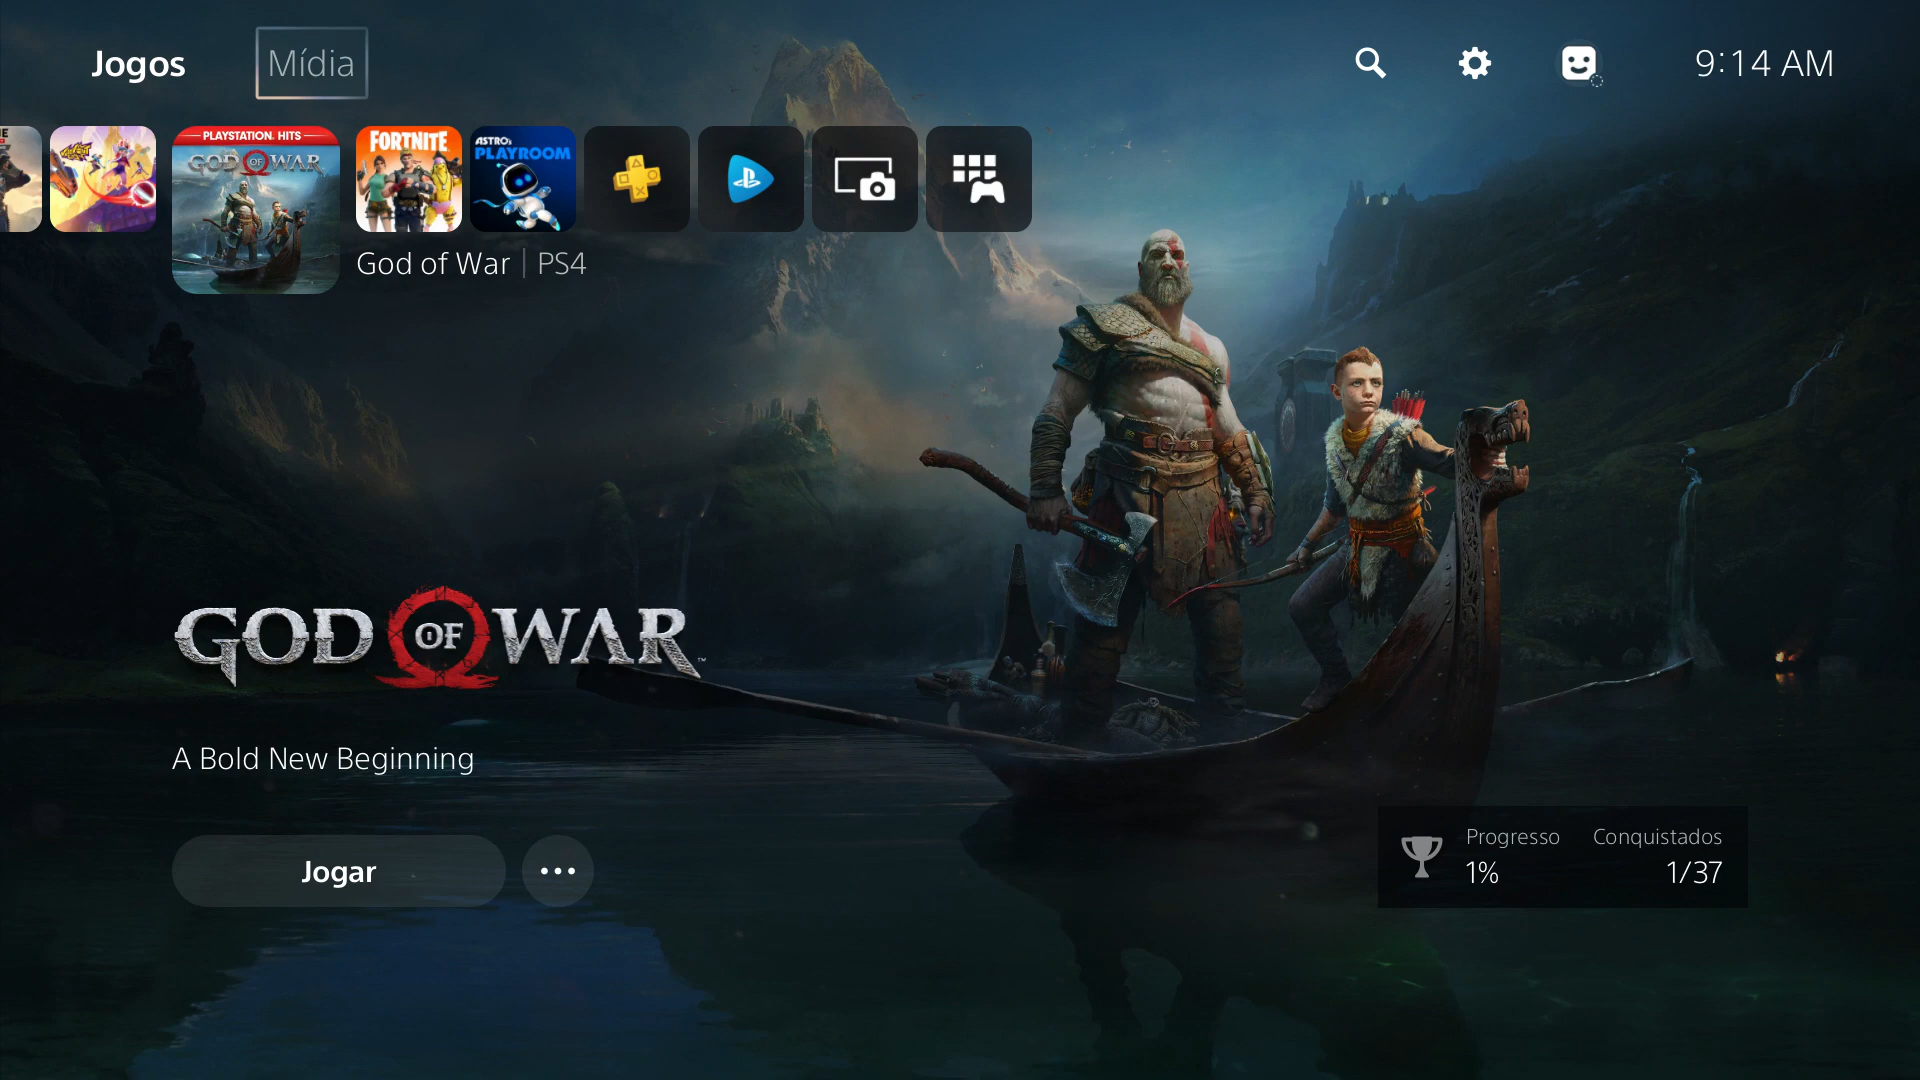 Jogos
Mídia
9:14 AM
PLAYSTATION HITS
GOD OF WAR
FORTNITE
ASTRO's
PLAYROOM
God of War | PS4
GOD OF WAR™
A Bold New Beginning
Jogar
Progresso
Conquistados
1%
1/37